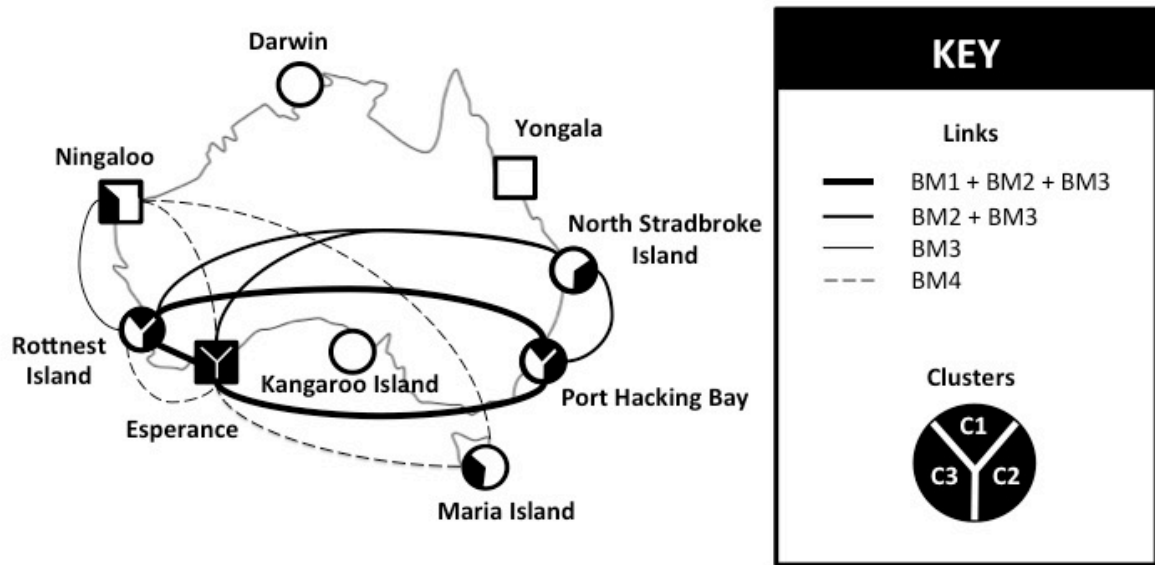 Darwin
Yongala
Ningaloo
North Stradbroke
Island
Rottnest
Island
Kangaroo Island
Port Hacking Bay
Esperance
Maria Island
KEY
Links
BM1 + BM2 + BM3
BM2 + BM3
BM3
BM4
Clusters
C1
C3 C2